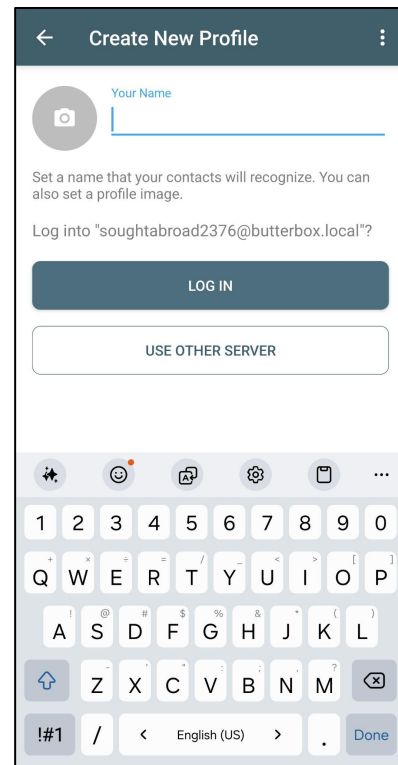 Create New Profile
Your Name
Set a name that your contacts will recognize. You can
also set a profile image.
Log into "soughtabroad2376@butterbox.local"?
LOG IN
USE OTHER SERVER
1 2 3 4 5 6 7 8 9 0
+ × ÷ = / _ < > [ ]
Q W E R T Y U I O P
! @ # $ % & * ( )
A S D F G H J K L
- ' " : ; , ?
Z X C V B N M
!#1 / < English (US) > . Done